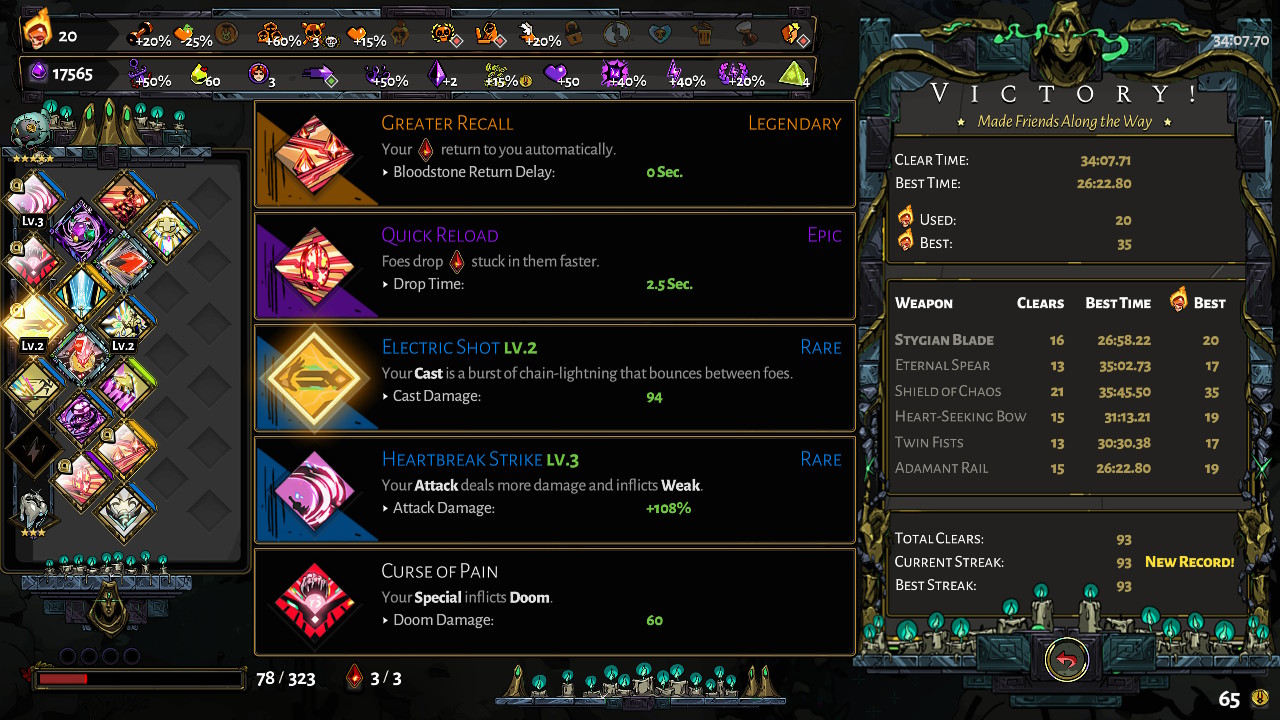 20
+20% -25% +60% 3 +15% +20%
17565
+50% 60 3 +50% +2 +15% +50 +40% +40% +20% 4
34:07.70
Victory!
Made Friends Along the Way
Clear Time: 34:07.71
Best Time: 26:22.80
Used: 20
Best: 35
Weapon Clears Best Time Best
Stygian Blade 16 26:58.22 20
Eternal Spear 13 35:02.73 17
Shield of Chaos 21 35:45.50 35
Heart-Seeking Bow 15 31:13.21 19
Twin Fists 13 30:30.38 17
Adamant Rail 15 26:22.80 19
Total Clears: 93
Current Streak: 93 New Record!
Best Streak: 93
Lv.3
Lv.2 Lv.2
Greater Recall Legendary
Your return to you automatically.
Bloodstone Return Delay: 0 Sec.
Quick Reload Epic
Foes drop stuck in them faster.
Drop Time: 2.5 Sec.
Electric Shot Lv.2 Rare
Your Cast is a burst of chain-lightning that bounces between foes.
Cast Damage: 94
Heartbreak Strike Lv.3 Rare
Your Attack deals more damage and inflicts Weak.
Attack Damage: +108%
Curse of Pain
Your Special inflicts Doom.
Doom Damage: 60
78 / 323 3 / 3
65